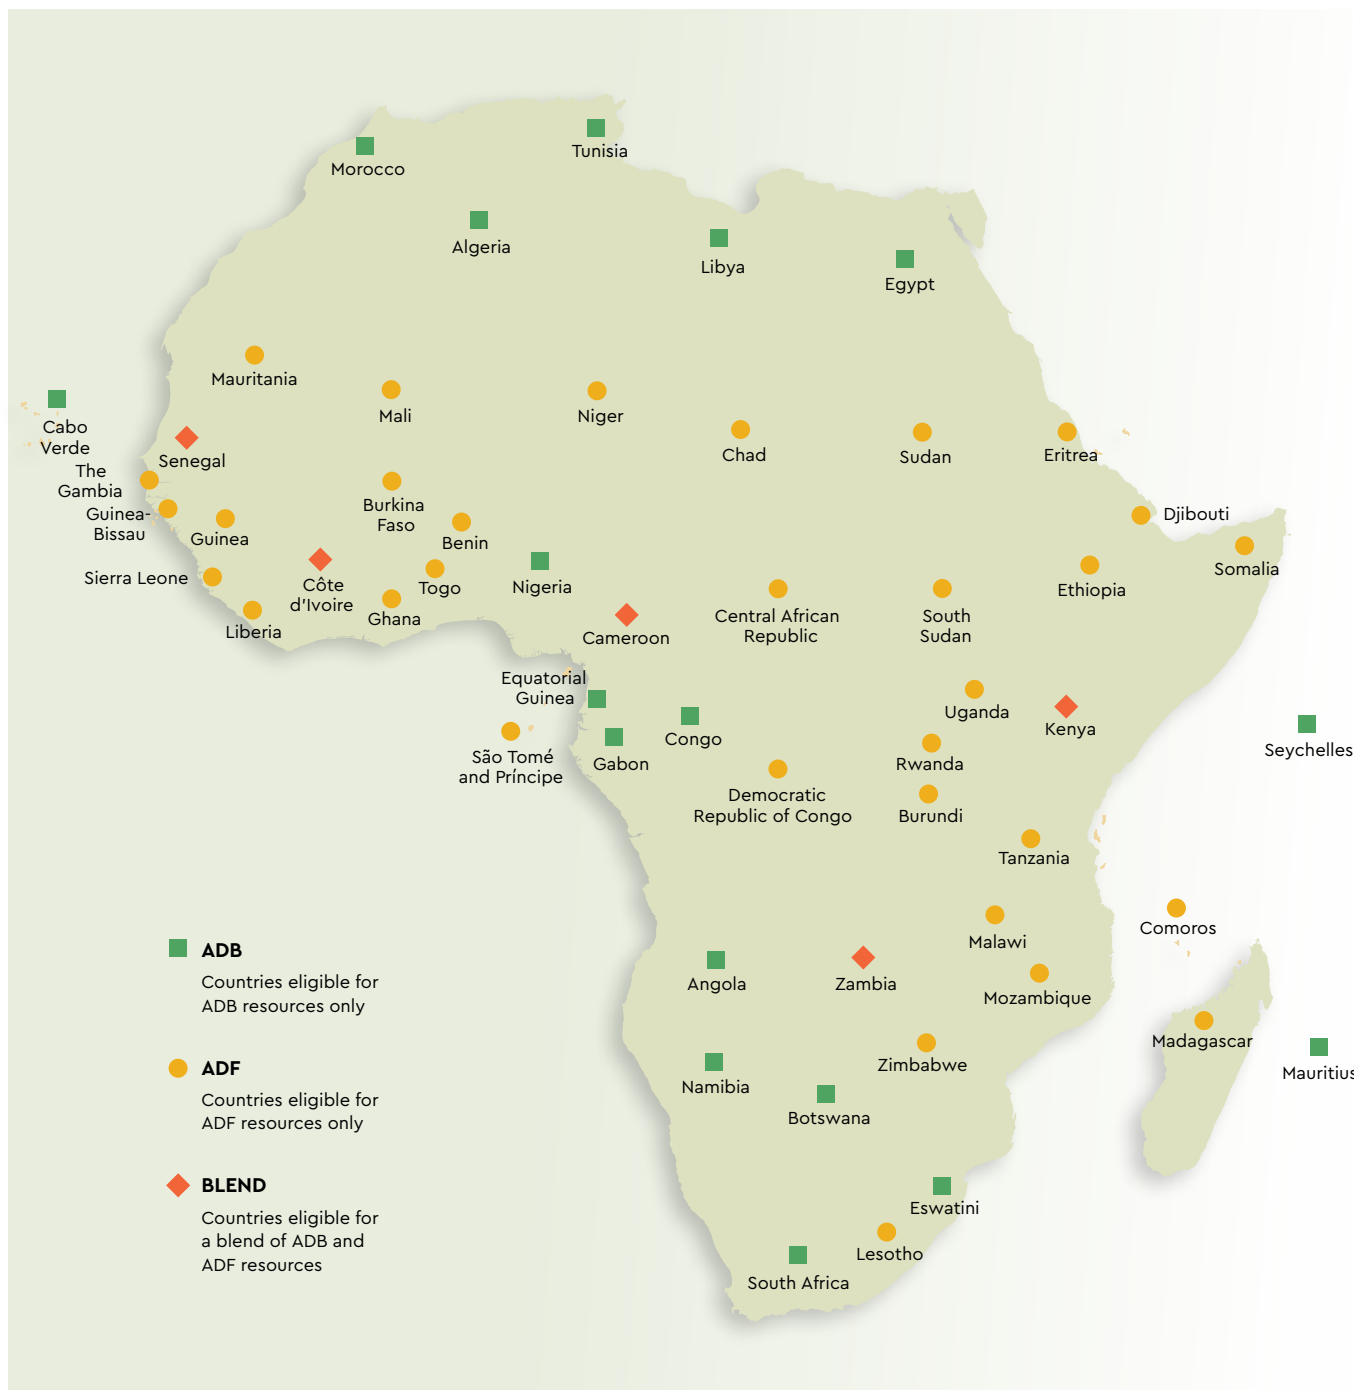 Tunisia
Morocco
Algeria
Libya
Egypt
Mauritania
Mali
Niger
Cabo
Verde
Senegal
Chad
Sudan
Eritrea
The
Gambia
Guinea-
Bissau
Guinea
Burkina
Faso
Benin
Djibouti
Somalia
Sierra Leone
Côte
d'Ivoire
Togo
Nigeria
Ethiopia
Liberia
Ghana
Cameroon
Central African
Republic
South
Sudan
Equatorial
Guinea
Uganda
Kenya
Congo
Seychelles
São Tomé
and Príncipe
Gabon
Rwanda
Democratic
Republic of Congo
Burundi
Tanzania
Comoros
Malawi
Angola
Zambia
Mozambique
Madagascar
Zimbabwe
Mauritius
Namibia
Botswana
Eswatini
Lesotho
South Africa
ADB
Countries eligible for
ADB resources only
ADF
Countries eligible for
ADF resources only
BLEND
Countries eligible for
a blend of ADB and
ADF resources